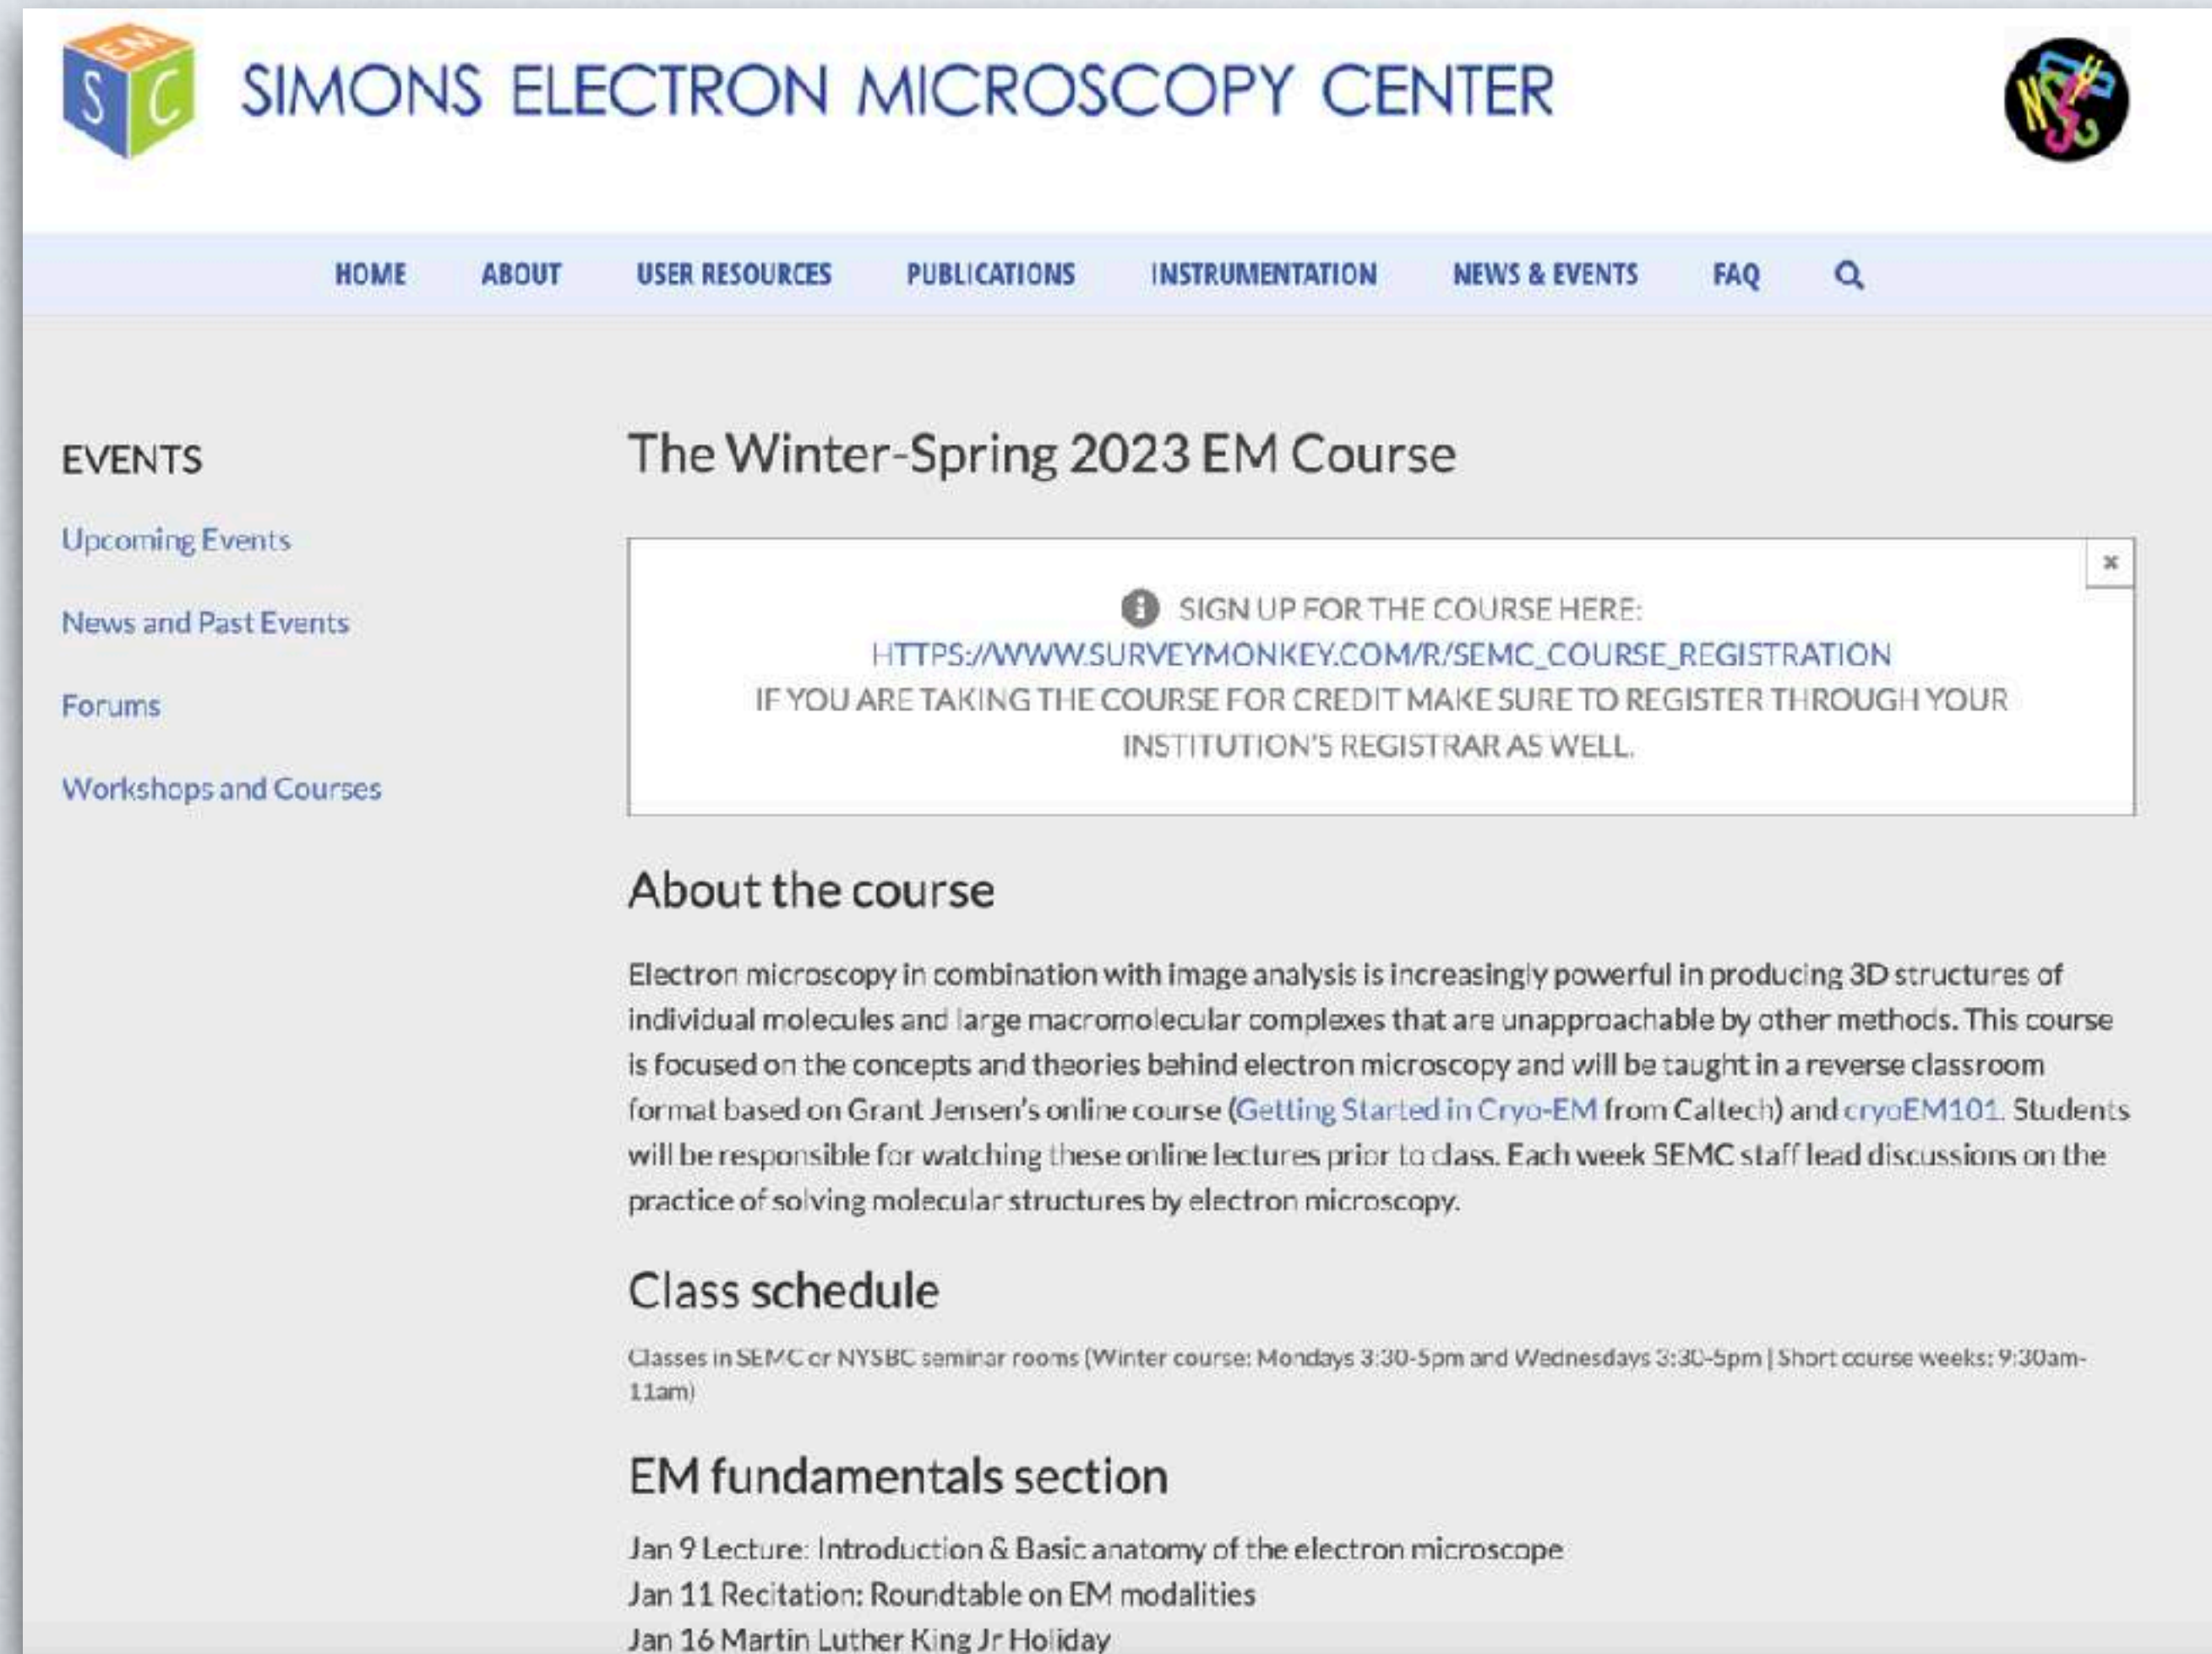 EM
S C
SIMONS ELECTRON MICROSCOPY CENTER
HOME ABOUT USER RESOURCES PUBLICATIONS INSTRUMENTATION NEWS & EVENTS FAQ
EVENTS
Upcoming Events
News and Past Events
Forums
Workshops and Courses
The Winter-Spring 2023 EM Course
SIGN UP FOR THE COURSE HERE:
HTTPS://WWW.SURVEYMONKEY.COM/R/SEMC_COURSE_REGISTRATION
IF YOU ARE TAKING THE COURSE FOR CREDIT MAKE SURE TO REGISTER THROUGH YOUR
INSTITUTION'S REGISTRAR AS WELL.
About the course
Electron microscopy in combination with image analysis is increasingly powerful in producing 3D structures of
individual molecules and large macromolecular complexes that are unapproachable by other methods. This course
is focused on the concepts and theories behind electron microscopy and will be taught in a reverse classroom
format based on Grant Jensen's online course (Getting Started in Cryo-EM from Caltech) and cryoEM101. Students
will be responsible for watching these online lectures prior to class. Each week SEMC staff lead discussions on the
practice of solving molecular structures by electron microscopy.
Class schedule
Classes in SEMC or NYSBC seminar rooms (Winter course: Mondays 3:30-5pm and Wednesdays 3:30-5pm | Short course weeks: 9:30am-
11am)
EM fundamentals section
Jan 9 Lecture: Introduction & Basic anatomy of the electron microscope
Jan 11 Recitation: Roundtable on EM modalities
Jan 16 Martin Luther King Jr Holiday